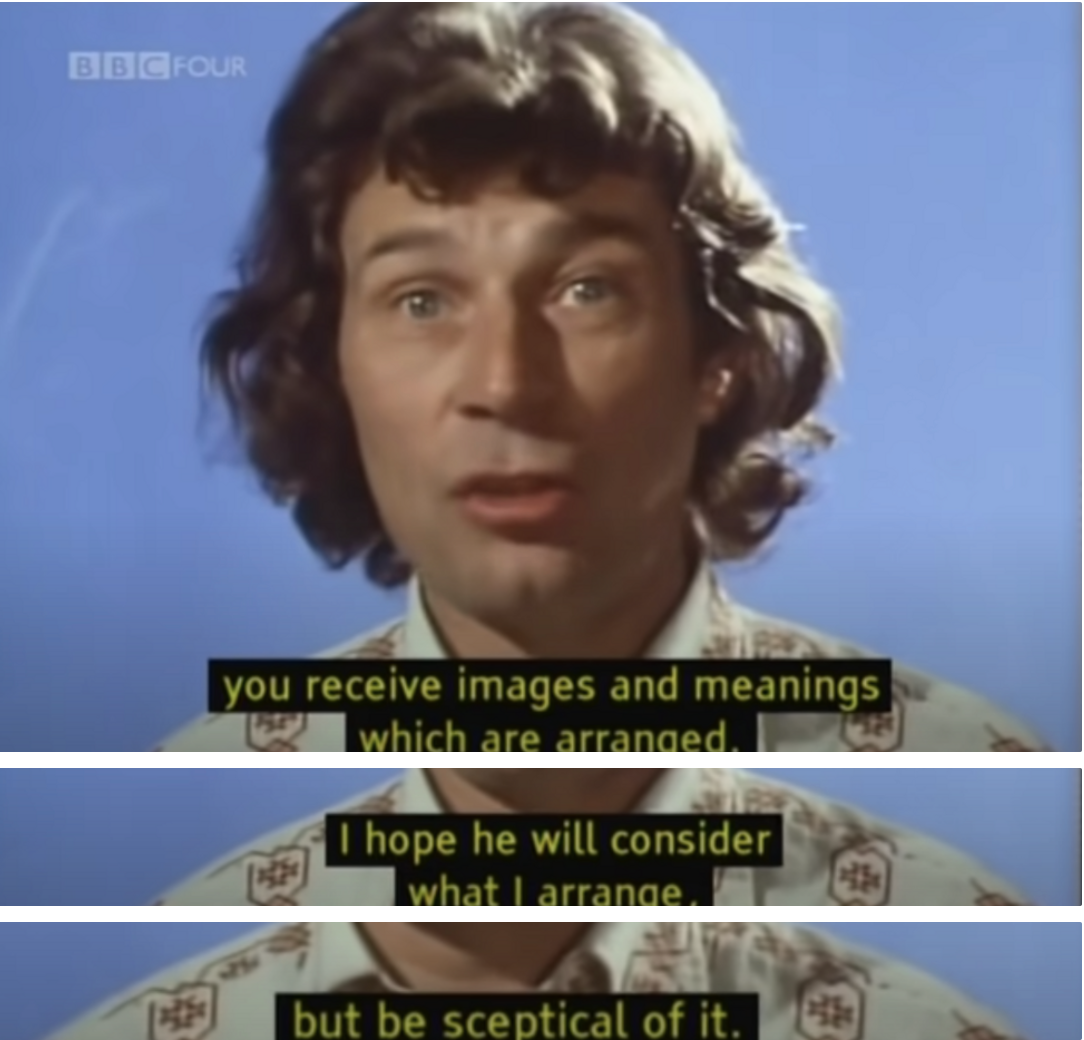 BBC FOUR
you receive images and meanings
which are arranged.
I hope he will consider
what I arrange,
but be sceptical of it.